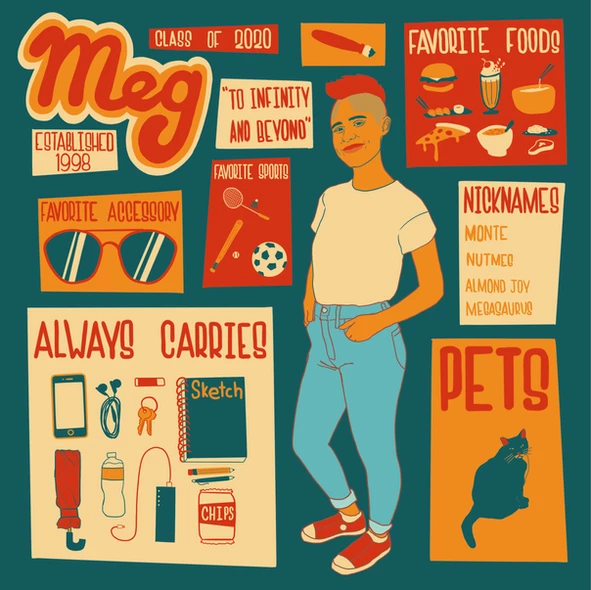 Meg
CLASS OF 2020
ESTABLISHED
1998
"TO INFINITY
AND BEYOND"
FAVORITE FOODS
FAVORITE ACCESSORY
FAVORITE SPORTS
NICKNAMES
MONTE
NUTMEG
ALMOND JOY
MEGASAURUS
ALWAYS CARRIES
Sketch
CHIPS
PETS